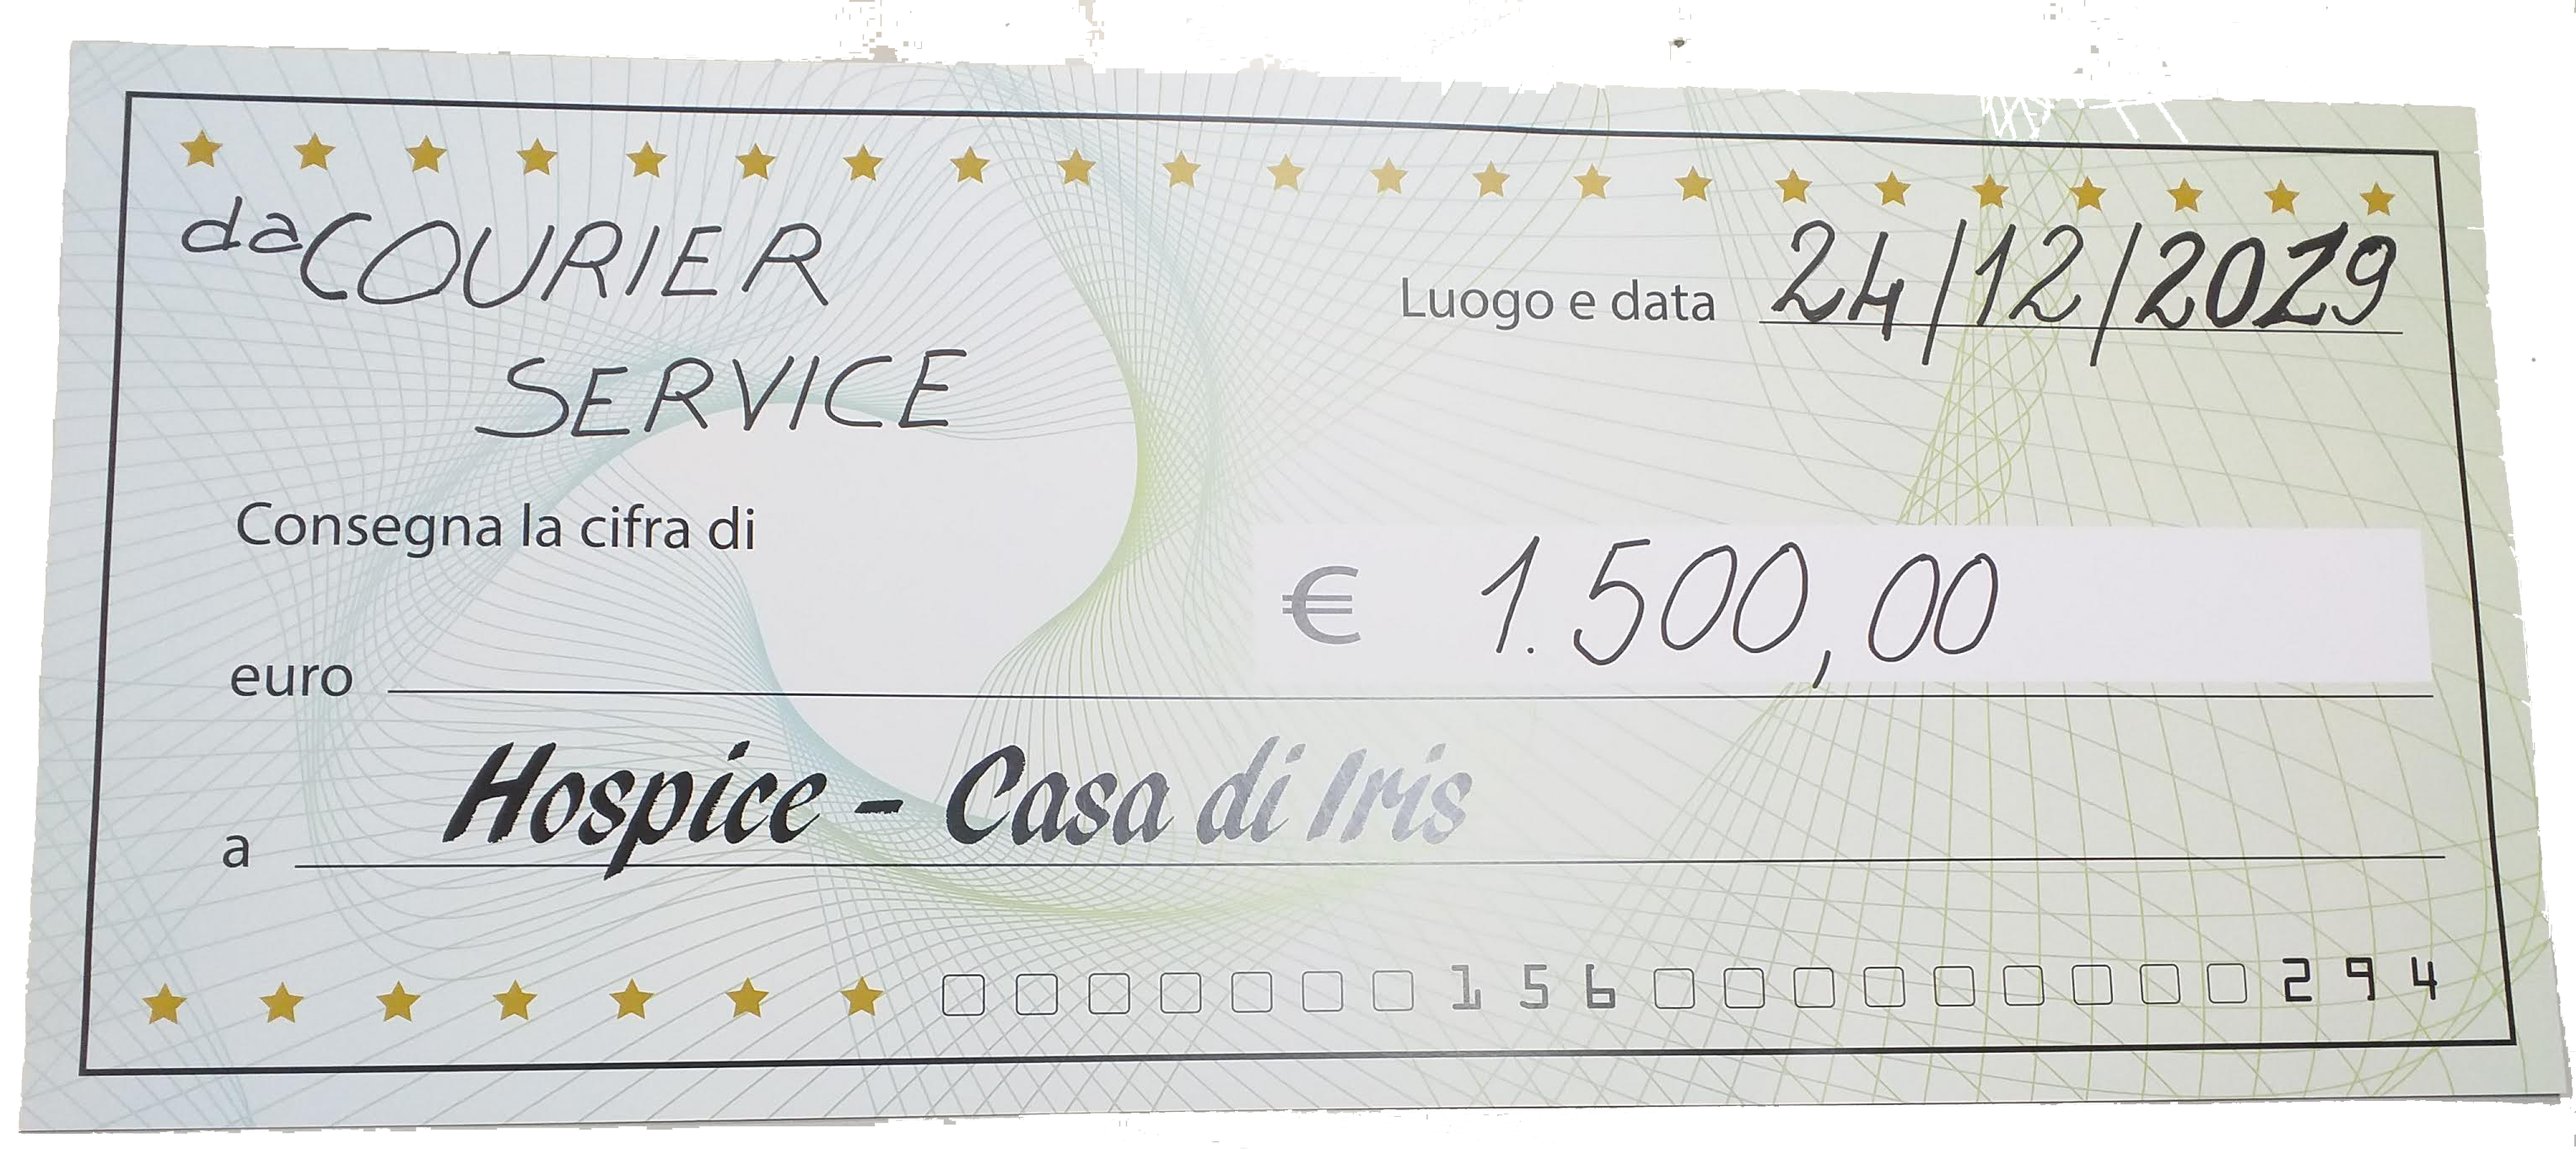 da COURIER
SERVICE
Luogo e data 24/12/2019
Consegna la cifra di
€ 1.500,00
euro
a Hospice - Casa di Iris
156 294